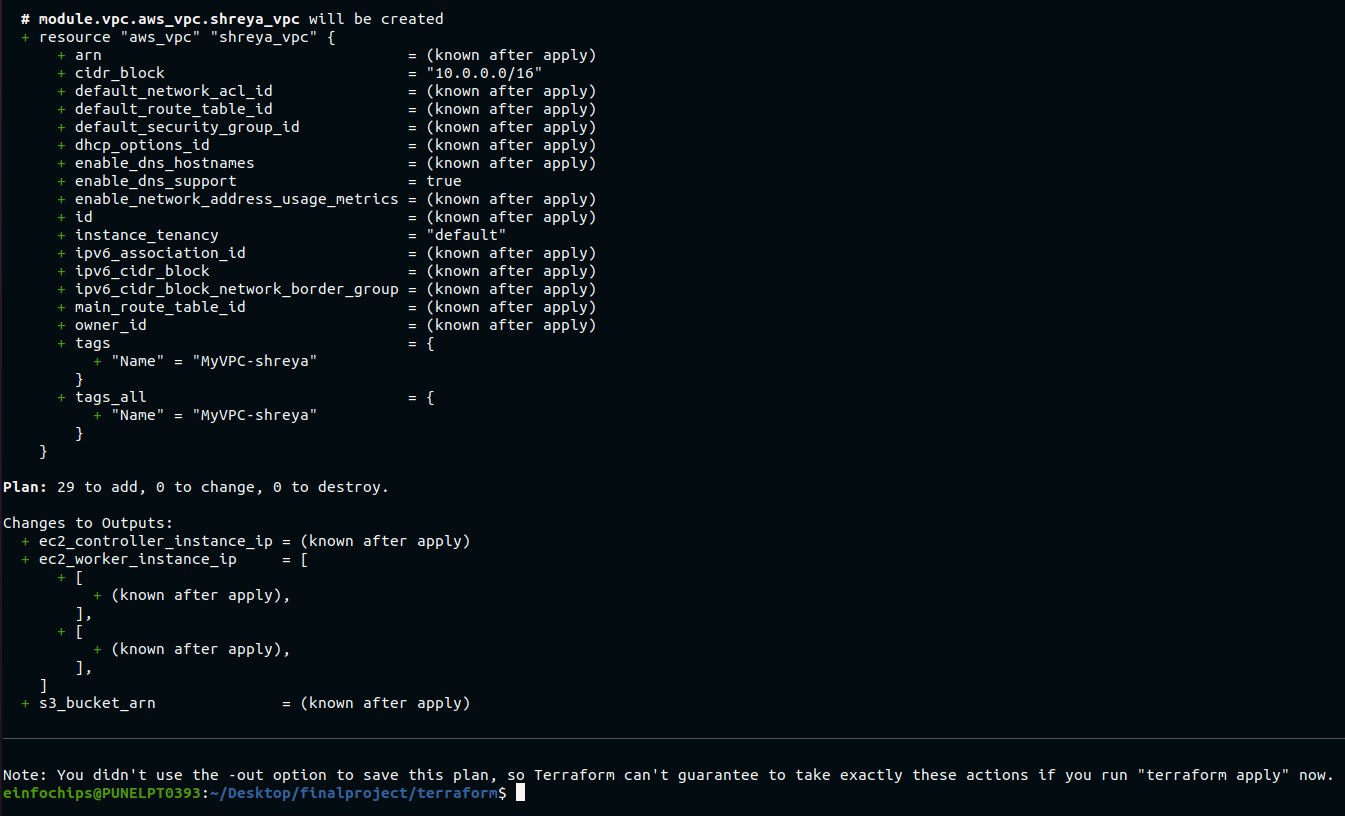 # module.vpc.aws_vpc.shreya_vpc will be created
+ resource "aws_vpc" "shreya_vpc" {
+ arn = (known after apply)
+ cidr_block = "10.0.0.0/16"
+ default_network_acl_id = (known after apply)
+ default_route_table_id = (known after apply)
+ default_security_group_id = (known after apply)
+ dhcp_options_id = (known after apply)
+ enable_dns_hostnames = (known after apply)
+ enable_dns_support = true
+ enable_network_address_usage_metrics = (known after apply)
+ id = (known after apply)
+ instance_tenancy = "default"
+ ipv6_association_id = (known after apply)
+ ipv6_cidr_block = (known after apply)
+ ipv6_cidr_block_network_border_group = (known after apply)
+ main_route_table_id = (known after apply)
+ owner_id = (known after apply)
+ tags = {
+ "Name" = "MyVPC-shreya"
}
+ tags_all = {
+ "Name" = "MyVPC-shreya"
}
}
Plan: 29 to add, 0 to change, 0 to destroy.
Changes to Outputs:
+ ec2_controller_instance_ip = (known after apply)
+ ec2_worker_instance_ip = [
+ [
+ (known after apply),
],
+ [
+ (known after apply),
],
]
+ s3_bucket_arn = (known after apply)
Note: You didn't use the -out option to save this plan, so Terraform can't guarantee to take exactly these actions if you run "terraform apply" now.
einfochips@PUNELPT0393:~/Desktop/finalproject/terraform$